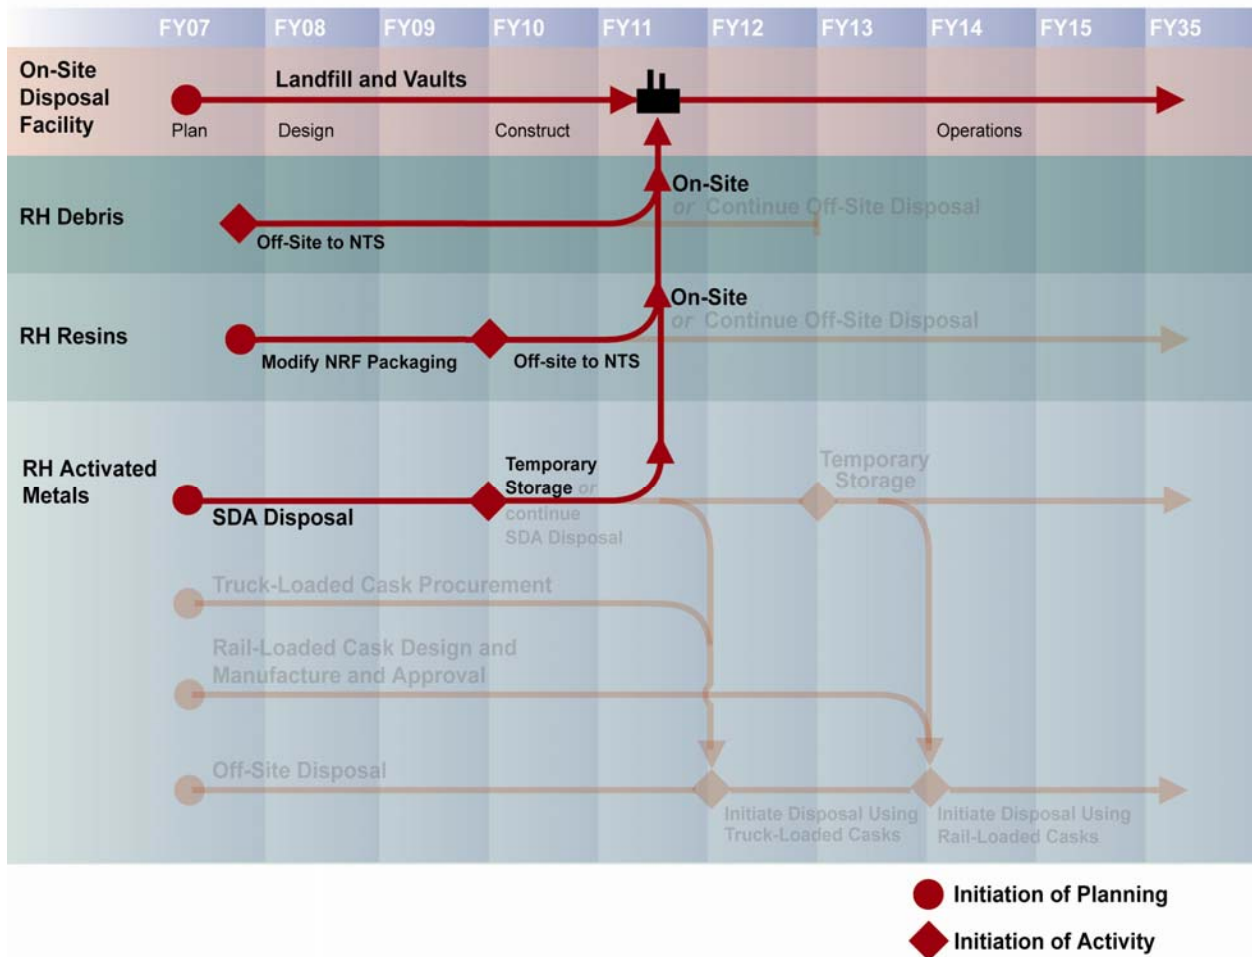 FY07 FY08 FY09 FY10 FY11 FY12 FY13 FY14 FY15 FY35
On-Site
Disposal
Facility
Landfill and Vaults
Plan Design Construct Operations
RH Debris
Off-Site to NTS
On-Site
or Continue Off-Site Disposal
RH Resins
Modify NRF Packaging
Off-site to NTS
On-Site
or Continue Off-Site Disposal
RH Activated
Metals
SDA Disposal
Temporary
Storage or
continue
SDA Disposal
Temporary
Storage
Truck-Loaded Cask Procurement
Rail-Loaded Cask Design and
Manufacture and Approval
Off-Site Disposal
Initiate Disposal Using
Truck-Loaded Casks
Initiate Disposal Using
Rail-Loaded Casks
Initiation of Planning
Initiation of Activity